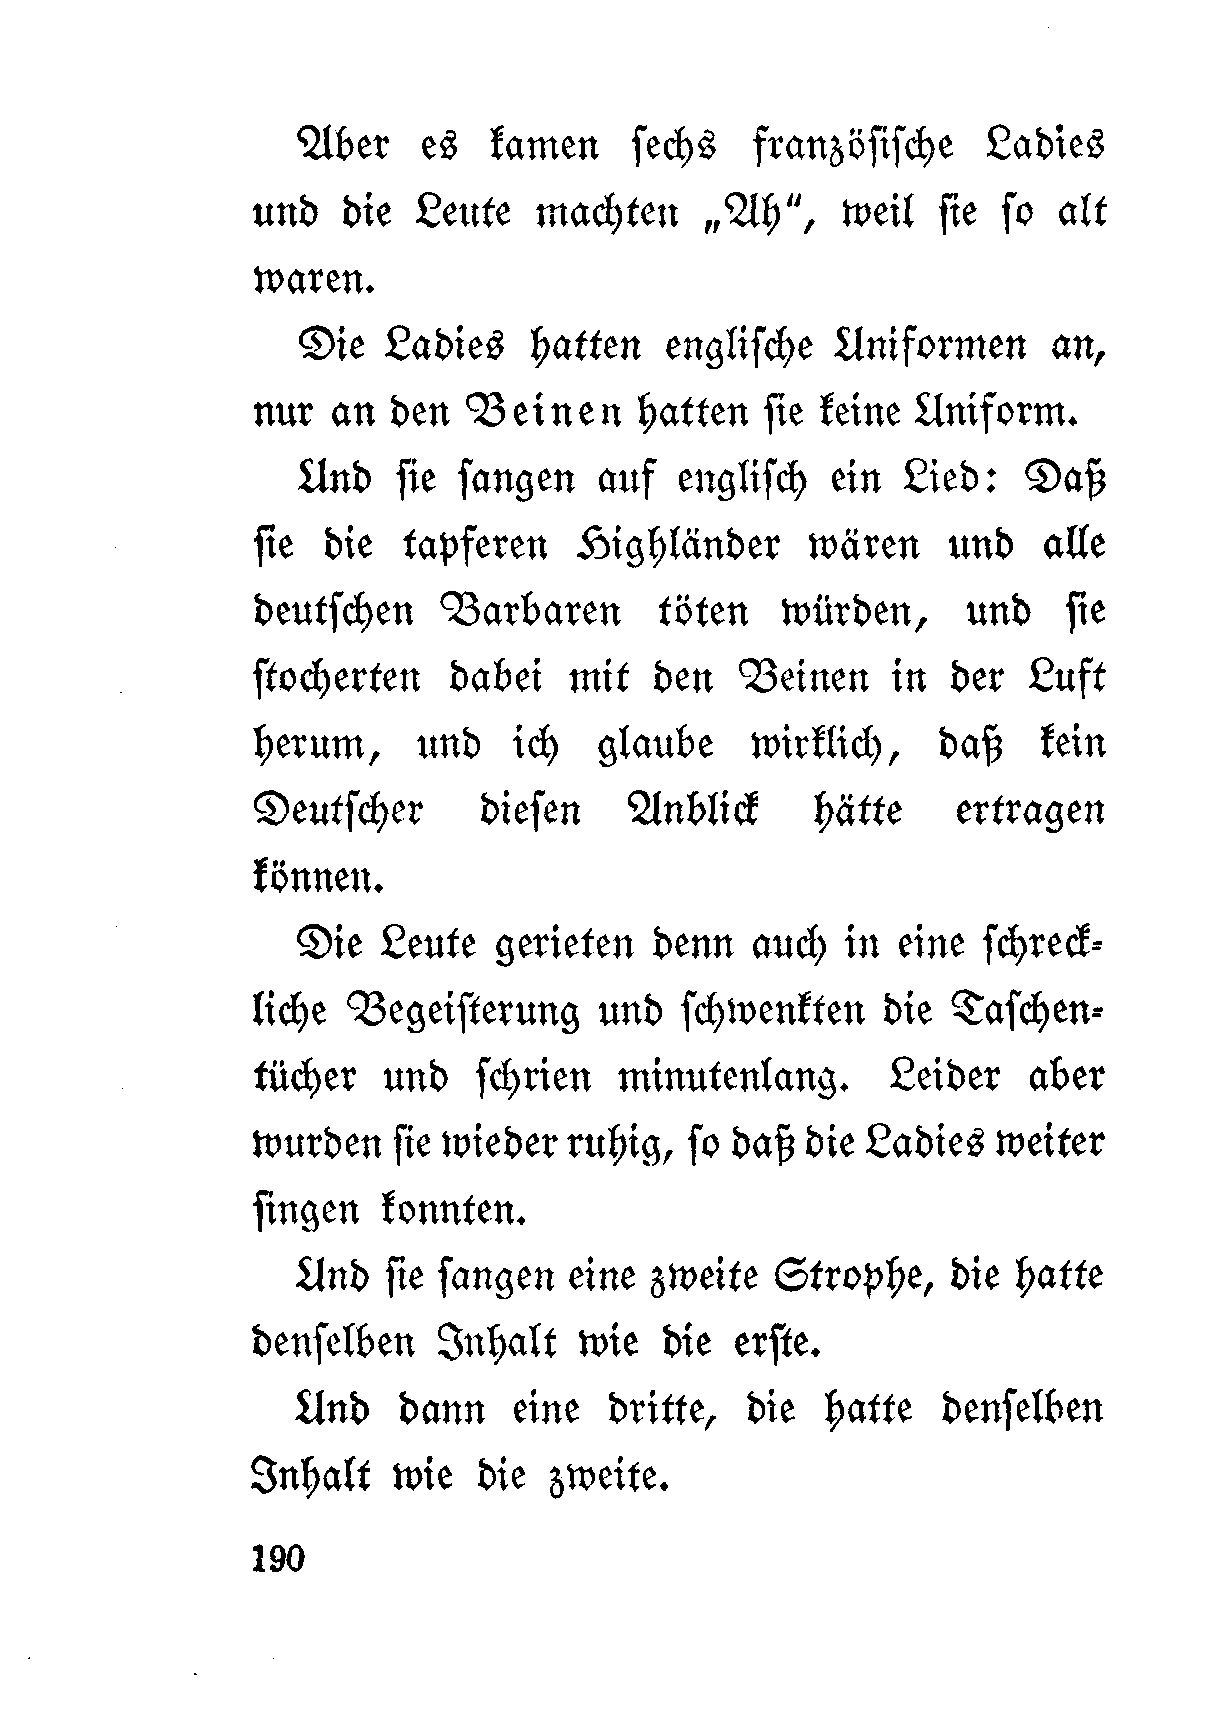 Aber es kamen sechs französische Ladies
und die Leute machten „Ah“, weil sie so alt
waren.
Die Ladies hatten englische Uniformen an,
nur an den Beinen hatten sie keine Uniform.
Und sie sangen auf englisch ein Lied: Daß
sie die tapferen Highländer wären und alle
deutschen Barbaren töten würden, und sie
stocherten dabei mit den Beinen in der Luft
herum, und ich glaube wirklich, daß kein
Deutscher diesen Anblick hätte ertragen
können.
Die Leute gerieten denn auch in eine schreck-
liche Begeisterung und schwenkten die Taschen-
tücher und schrien minutenlang. Leider aber
wurden sie wieder ruhig, so daß die Ladies weiter
singen konnten.
Und sie sangen eine zweite Strophe, die hatte
denselben Inhalt wie die erste.
Und dann eine dritte, die hatte denselben
Inhalt wie die zweite.
190